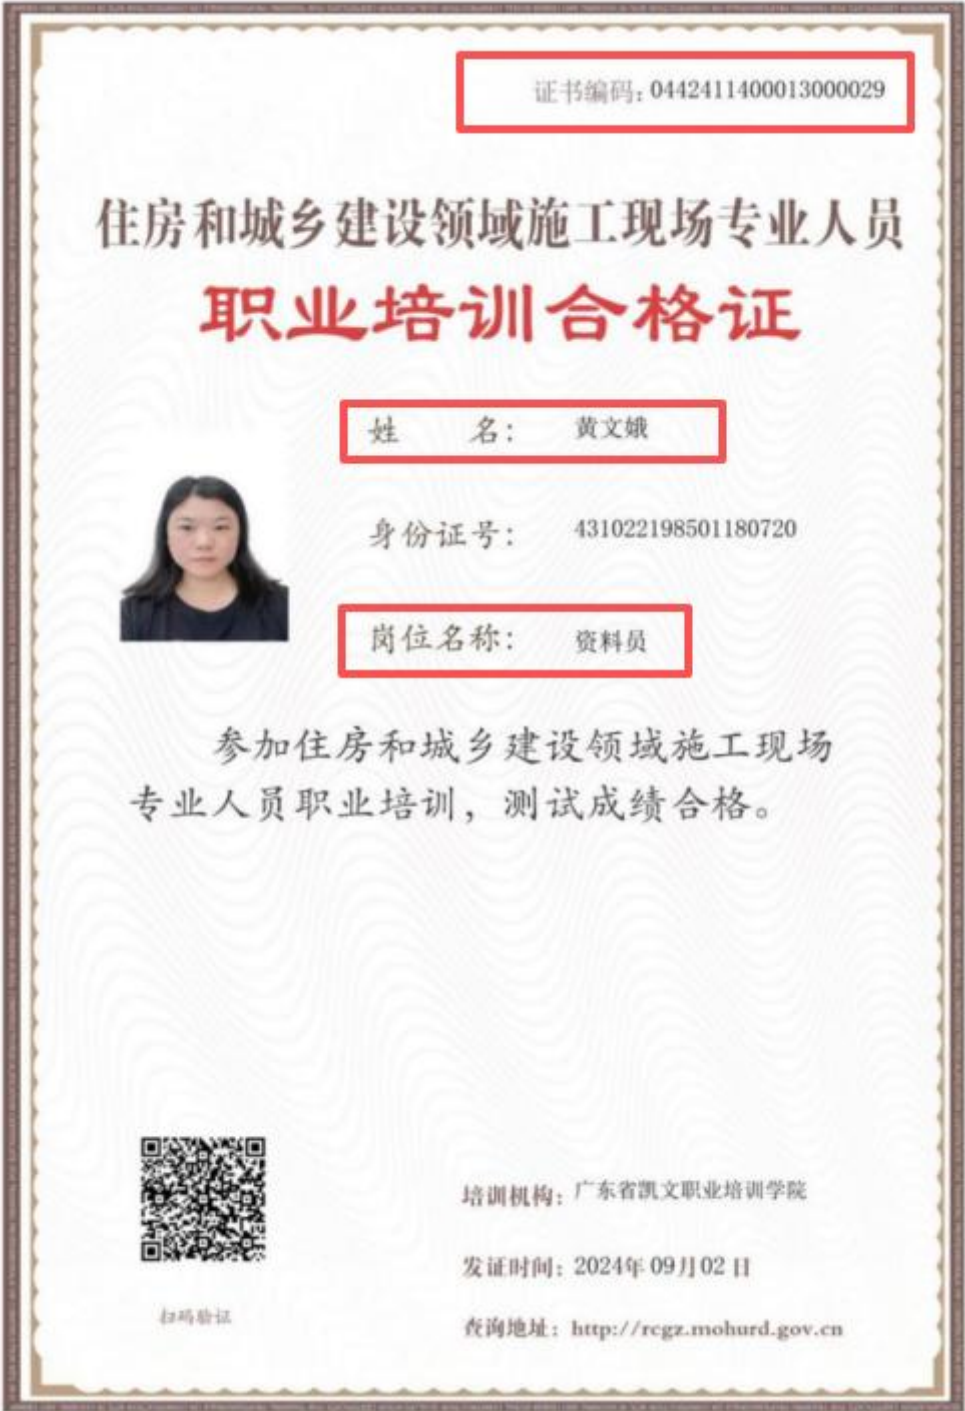 证书编码：0442411400013000029
住房和城乡建设领域施工现场专业人员
职业培训合格证
姓 名： 黄文娥
身份证号： 431022198501180720
岗位名称： 资料员
参加住房和城乡建设领域施工现场
专业人员职业培训，测试成绩合格。
培训机构：广东省凯文职业培训学院
发证时间：2024年09月02日
扫码验证
查询地址：http://rcgz.mohurd.gov.cn